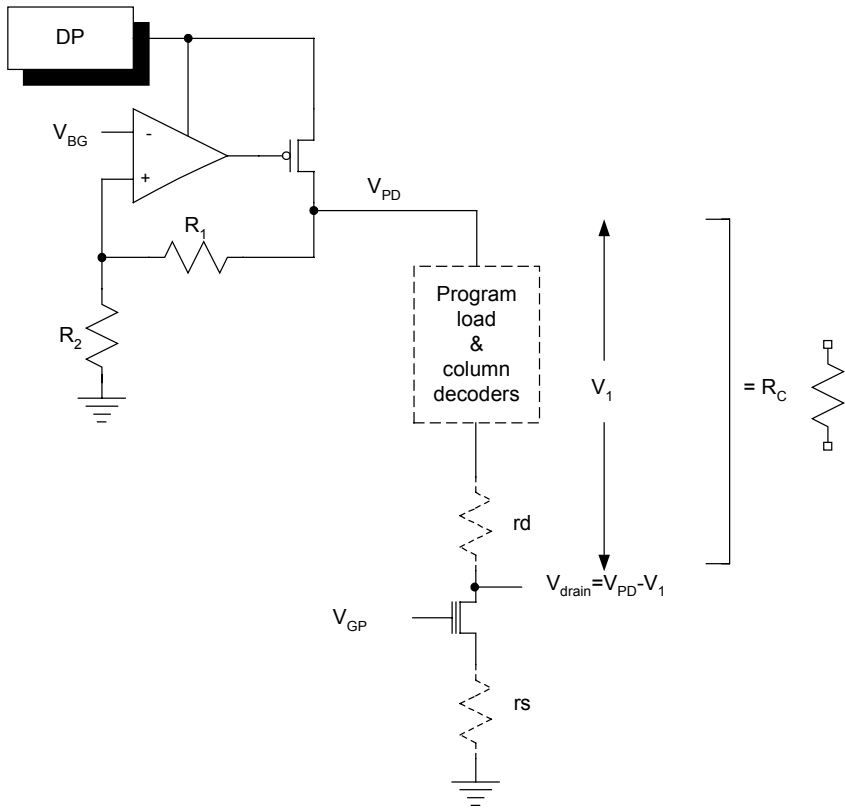 DP
V_BG
-
+
V_PD
R_1
R_2
Program
load
&
column
decoders
V_1
= R_C
rd
V_drain=V_PD-V_1
V_GP
rs